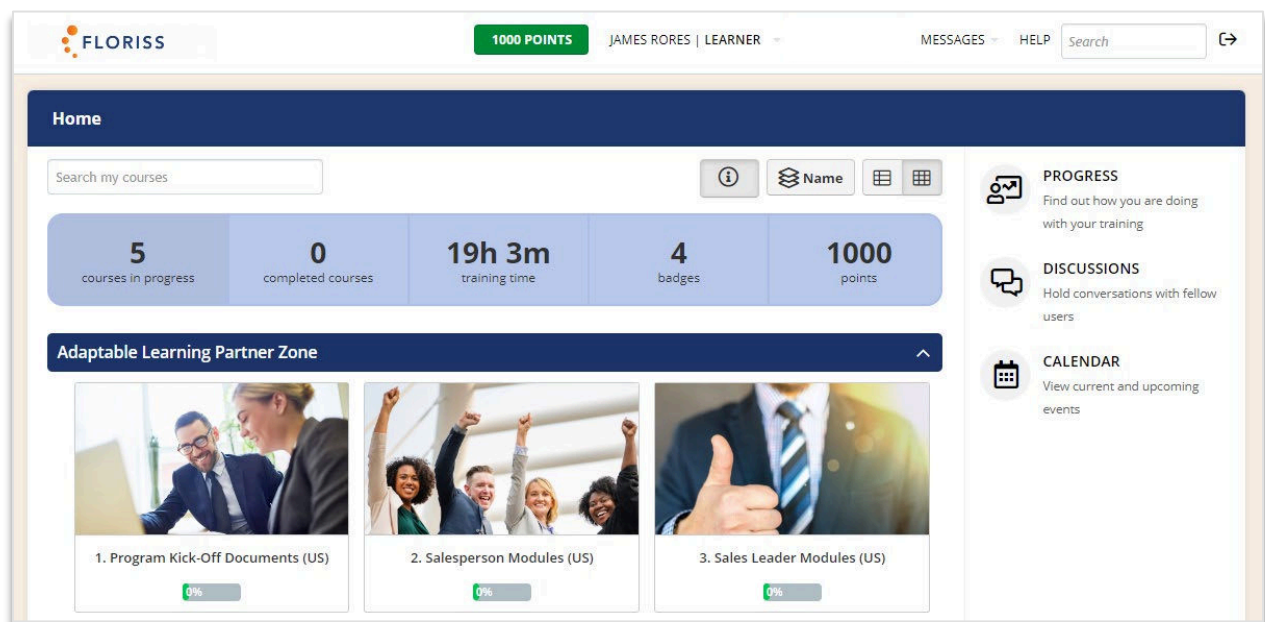 FLORISS
1000 POINTS
JAMES RORES | LEARNER
MESSAGES
HELP
Search
Home
Search my courses
Name
5
courses in progress
0
completed courses
19h 3m
training time
4
badges
1000
points
Adaptable Learning Partner Zone
1. Program Kick-Off Documents (US)
0%
2. Salesperson Modules (US)
0%
3. Sales Leader Modules (US)
0%
PROGRESS
Find out how you are doing
with your training
DISCUSSIONS
Hold conversations with fellow
users
CALENDAR
View current and upcoming
events